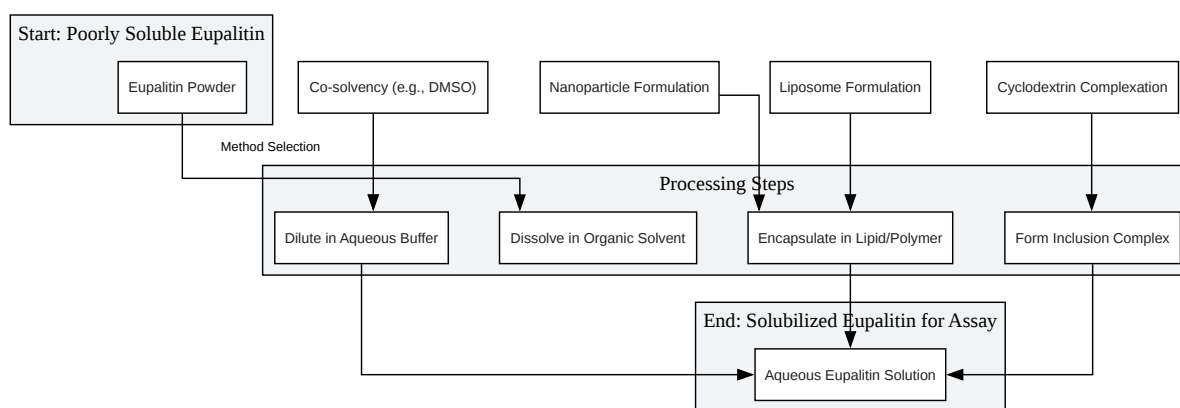 Start: Poorly Soluble Eupalitin
Eupalitin Powder
Co-solvency (e.g., DMSO)
Nanoparticle Formulation
Liposome Formulation
Cyclodextrin Complexation
Method Selection
Processing Steps
Dilute in Aqueous Buffer
Dissolve in Organic Solvent
Encapsulate in Lipid/Polymer
Form Inclusion Complex
End: Solubilized Eupalitin for Assay
Aqueous Eupalitin Solution